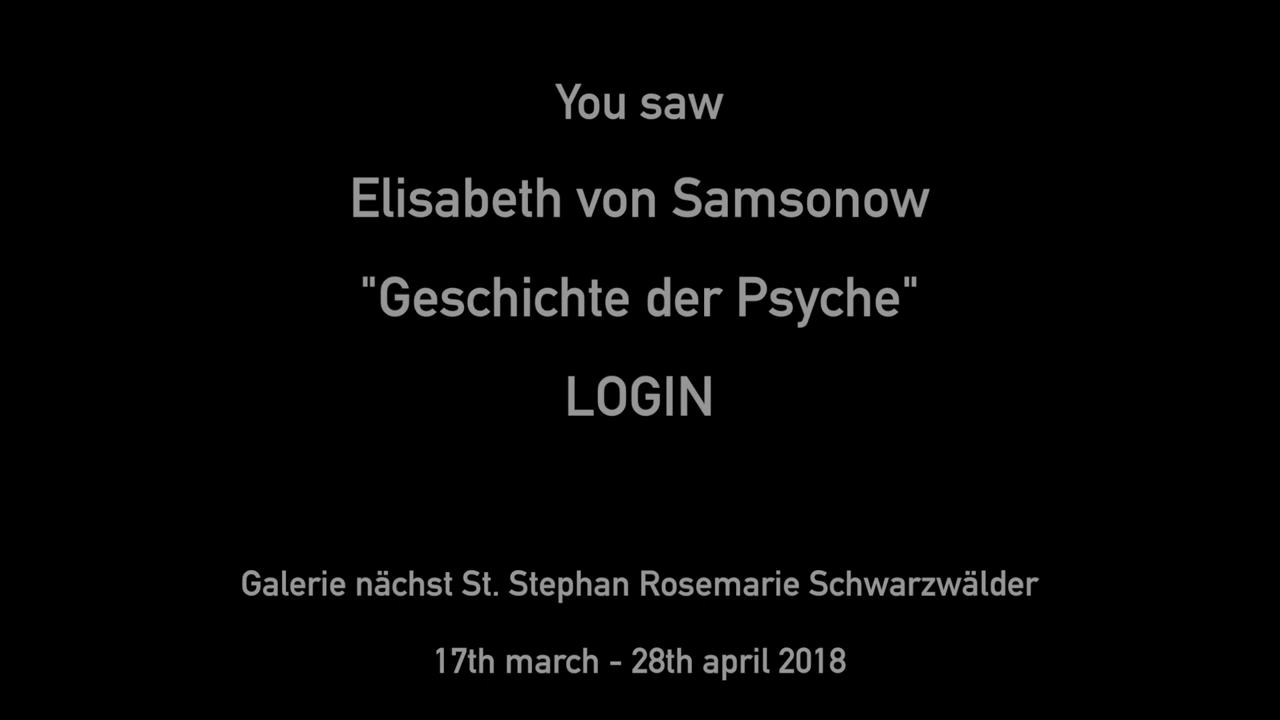 You saw
Elisabeth von Samsonow
"Geschichte der Psyche"
LOGIN
Galerie nächst St. Stephan Rosemarie Schwarzwälder
17th march - 28th april 2018